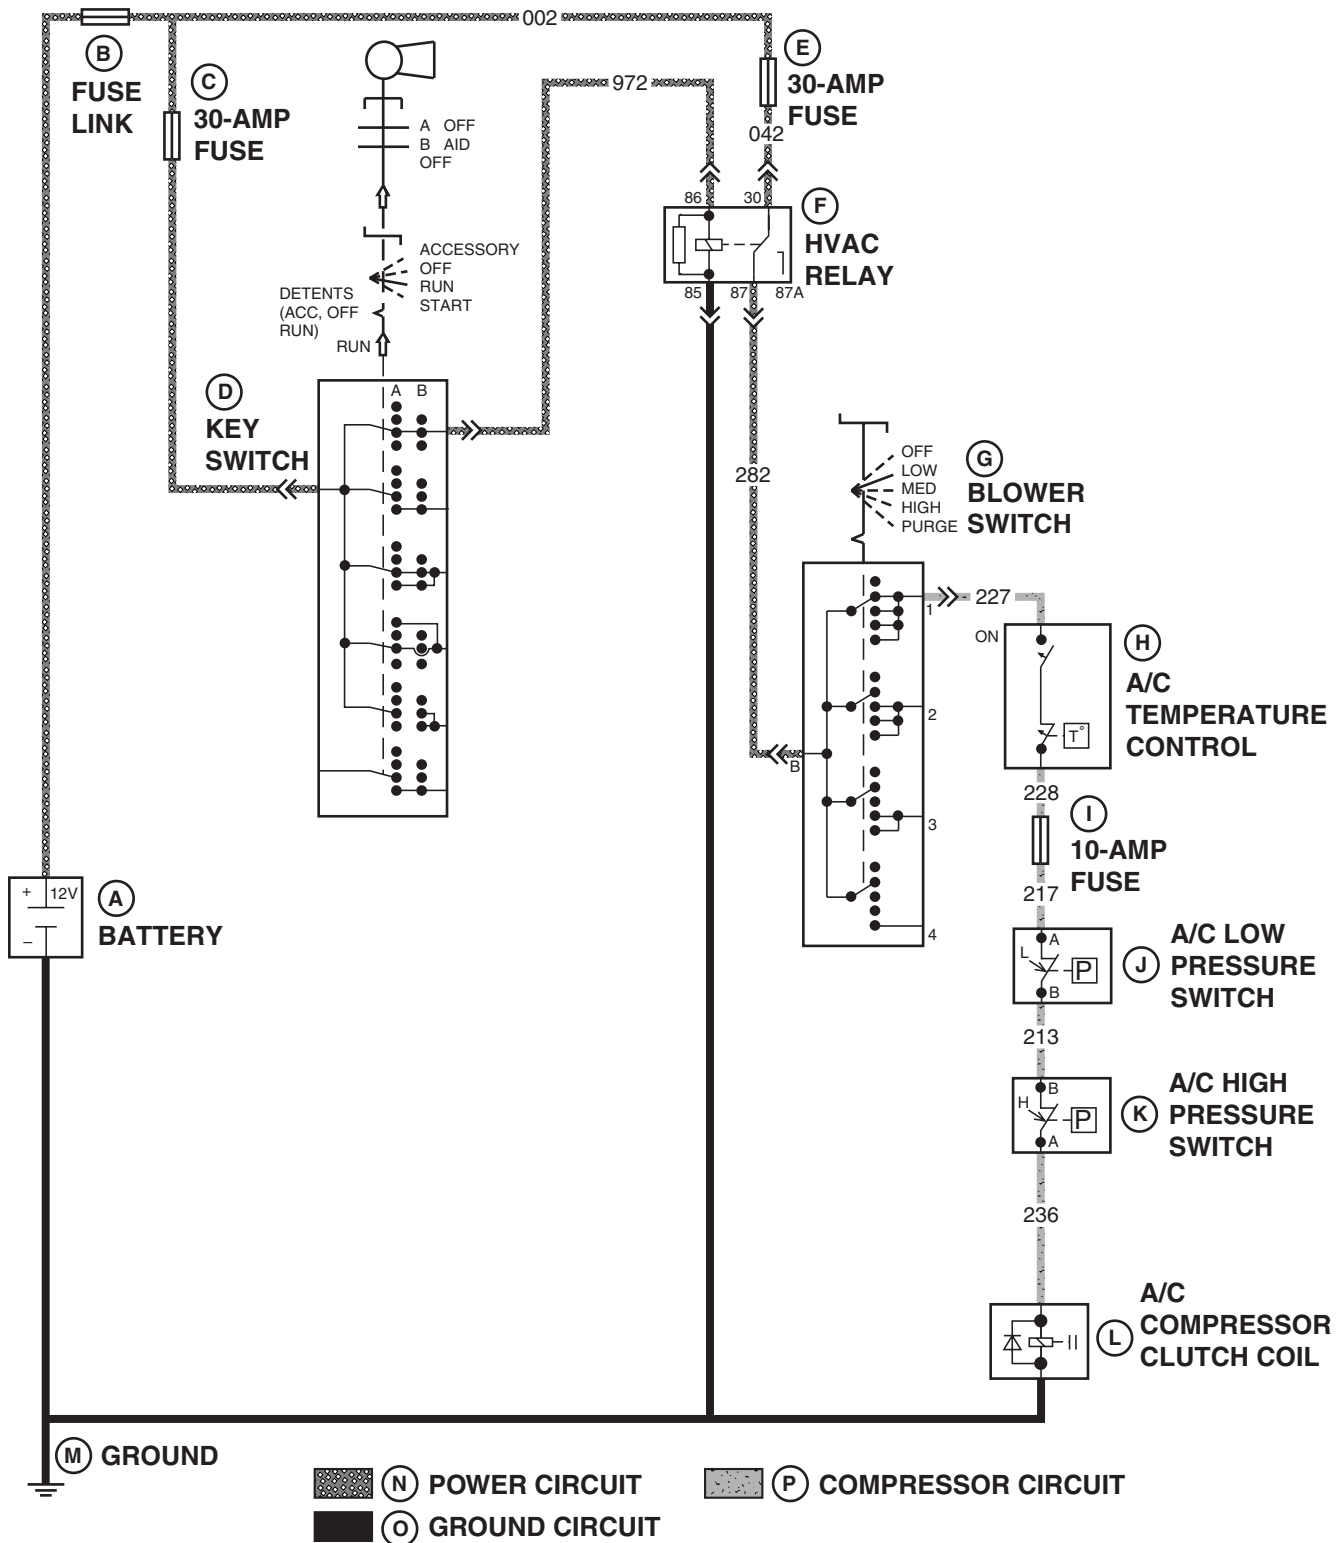 002
B
FUSE
LINK
C
30-AMP
FUSE
A OFF
B AID
OFF
972
E
30-AMP
FUSE
042
86
30
F
HVAC
RELAY
85
87
87A
ACCESSORY
OFF
RUN
START
DETENTS
(ACC, OFF
RUN)
RUN
D
KEY
SWITCH
A B
282
OFF
LOW
MED
HIGH
PURGE
G
BLOWER
SWITCH
1
227
2
B
3
4
ON
H
A/C
TEMPERATURE
CONTROL
T°
228
I
10-AMP
FUSE
217
A
L
P
B
J
A/C LOW
PRESSURE
SWITCH
213
B
H
P
A
K
A/C HIGH
PRESSURE
SWITCH
236
A/C
COMPRESSOR
CLUTCH COIL
L
+ 12V
–
A
BATTERY
M GROUND
N POWER CIRCUIT
P COMPRESSOR CIRCUIT
O GROUND CIRCUIT